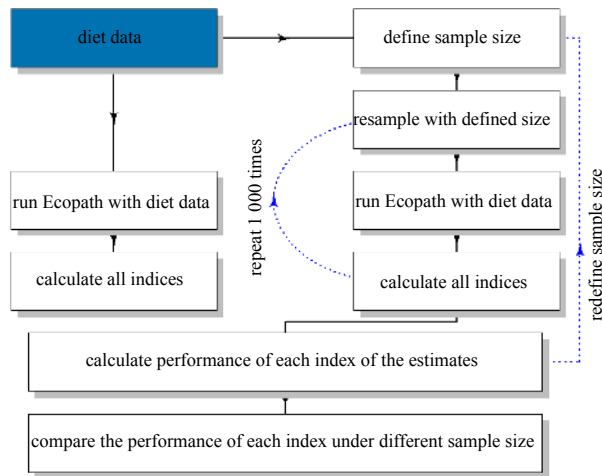 diet data
define sample size
resample with defined size
run Ecopath with diet data
run Ecopath with diet data
calculate all indices
calculate all indices
repeat 1 000 times
redefine sample size
calculate performance of each index of the estimates
compare the performance of each index under different sample size